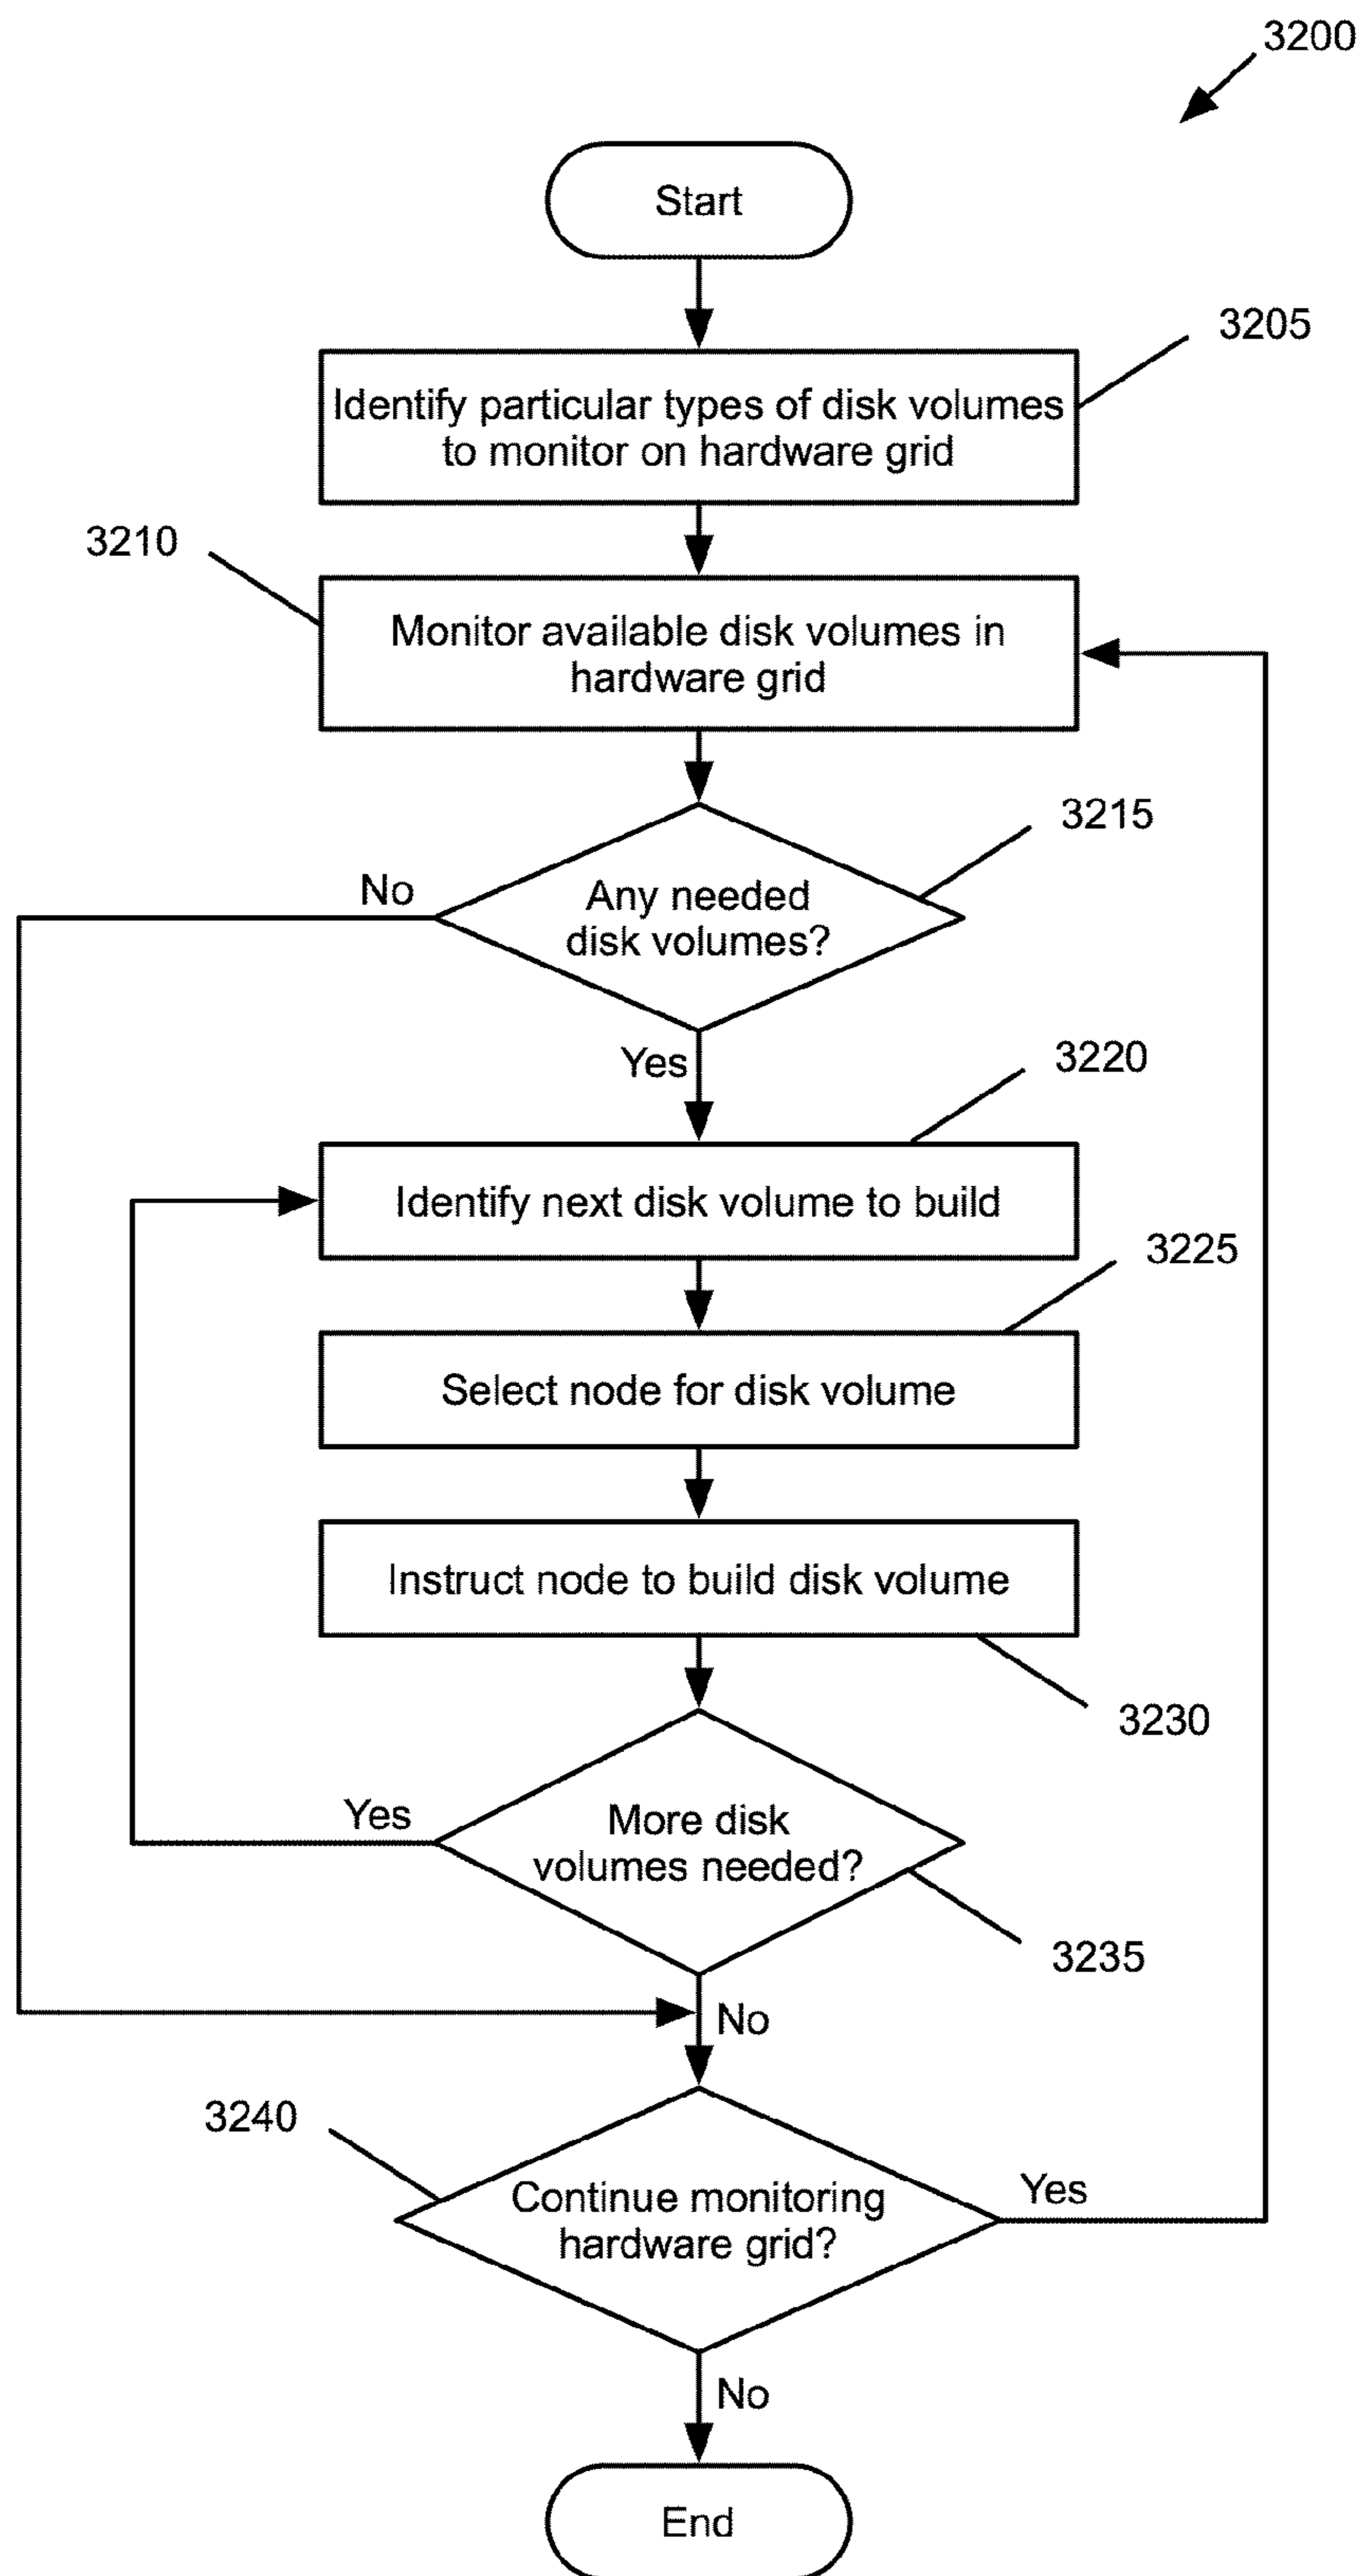 3200
Start
3205
Identify particular types of disk volumes
to monitor on hardware grid
3210
Monitor available disk volumes in
hardware grid
3215
No
Any needed
disk volumes?
Yes
3220
Identify next disk volume to build
3225
Select node for disk volume
Instruct node to build disk volume
3230
Yes
More disk
volumes needed?
3235
No
3240
Continue monitoring
hardware grid?
Yes
No
End